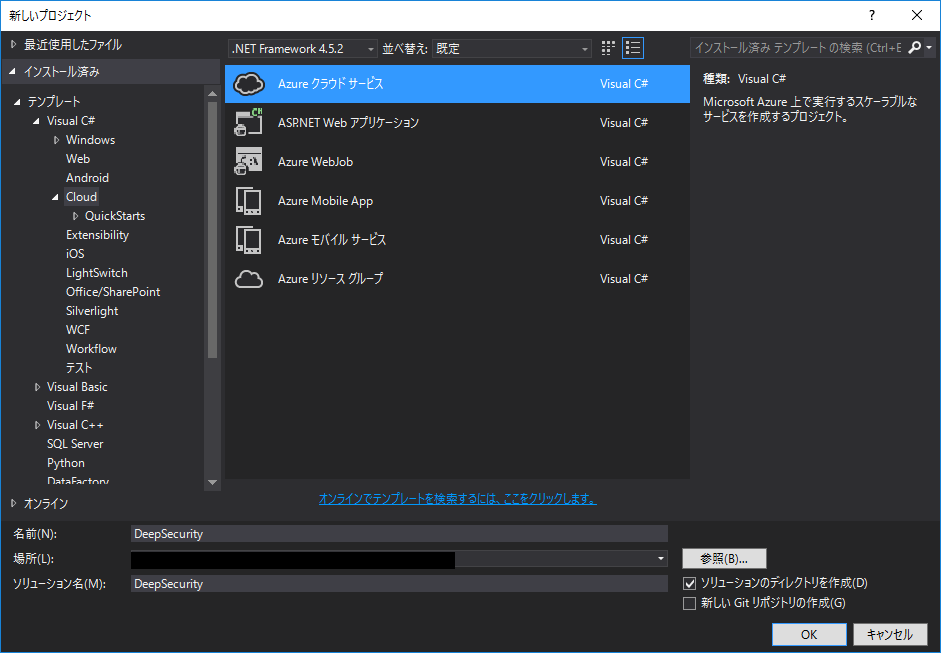 新しいプロジェクト
? ×
最近使用したファイル
.NET Framework 4.5.2 並べ替え: 既定
インストール済み テンプレート の検索 (Ctrl+E
インストール済み
テンプレート
Visual C#
Windows
Web
Android
Cloud
QuickStarts
Extensibility
iOS
LightSwitch
Office/SharePoint
Silverlight
WCF
Workflow
テスト
Visual Basic
Visual F#
Visual C++
SQL Server
Python
DataFactory
オンライン
Azure クラウド サービス Visual C#
ASP.NET Web アプリケーション Visual C#
Azure WebJob Visual C#
Azure Mobile App Visual C#
Azure モバイル サービス Visual C#
Azure リソース グループ Visual C#
オンラインでテンプレートを検索するには、ここをクリックします。
種類: Visual C#
Microsoft Azure 上で実行するスケーラブルな
サービスを作成するプロジェクト。
名前(N): DeepSecurity
場所(L): 参照(B)...
ソリューション名(M): DeepSecurity
ソリューションのディレクトリを作成(D)
新しい Git リポジトリの作成(G)
OK キャンセル